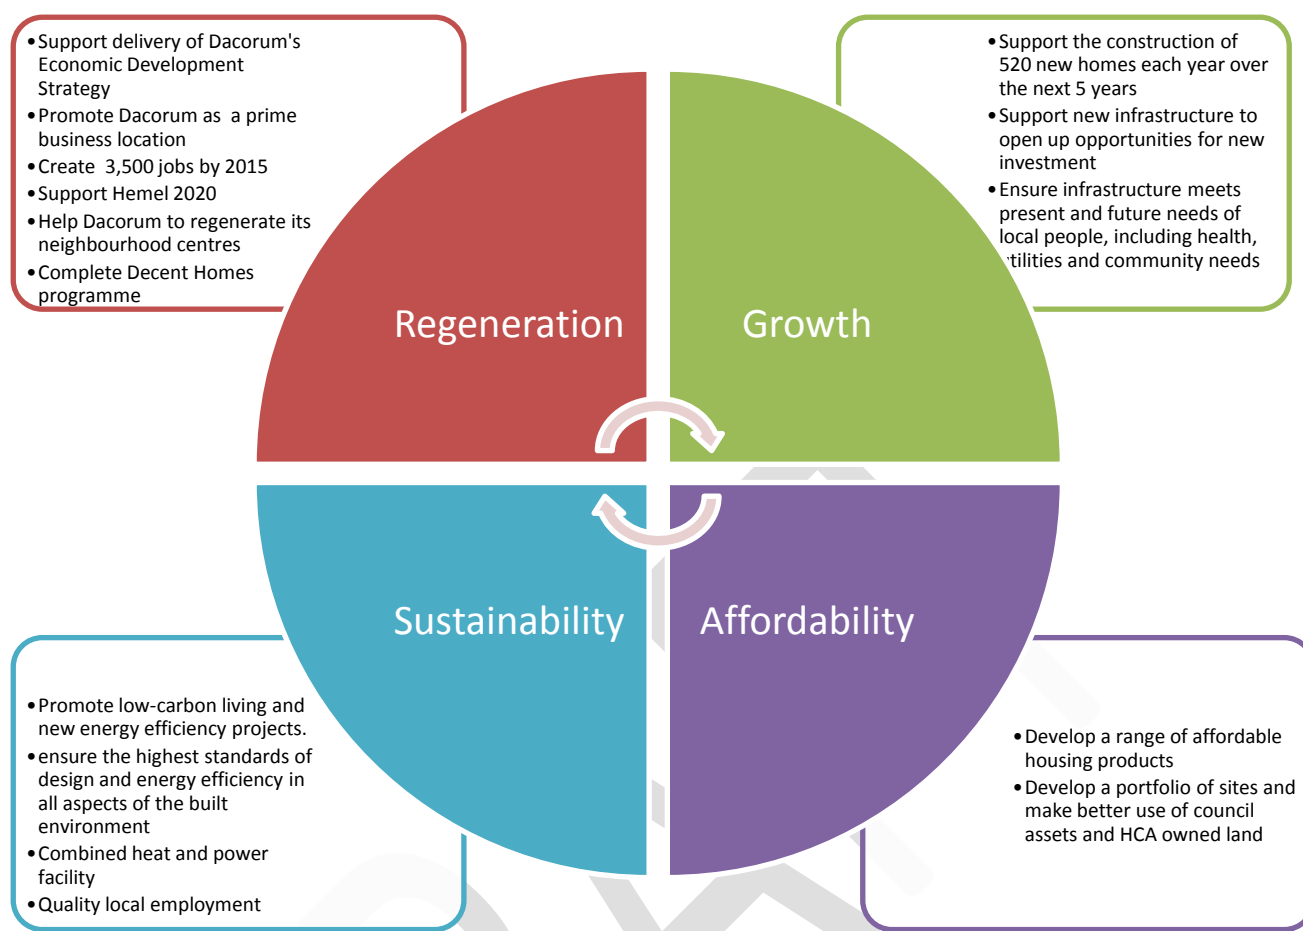 •Support delivery of Dacorum's
Economic Development
Strategy
•Promote Dacorum as  a prime
business location
•Create  3,500 jobs by 2015
•Support Hemel 2020
•Help Dacorum to regenerate its
neighbourhood centres
•Complete Decent Homes
programme
•Support the construction of
520 new homes each year over
the next 5 years
•Support new infrastructure to
open up opportunities for new
investment
•Ensure infrastructure meets
present and future needs of
local people, including health,
utilities and community needs
Regeneration
Growth
Sustainability
Affordability
•Promote low-carbon living and
new energy efficiency projects.
•ensure the highest standards of
design and energy efficiency in
all aspects of the built
environment
•Combined heat and power
facility
•Quality local employment
•Develop a range of affordable
housing products
•Develop a portfolio of sites and
make better use of council
assets and HCA owned land